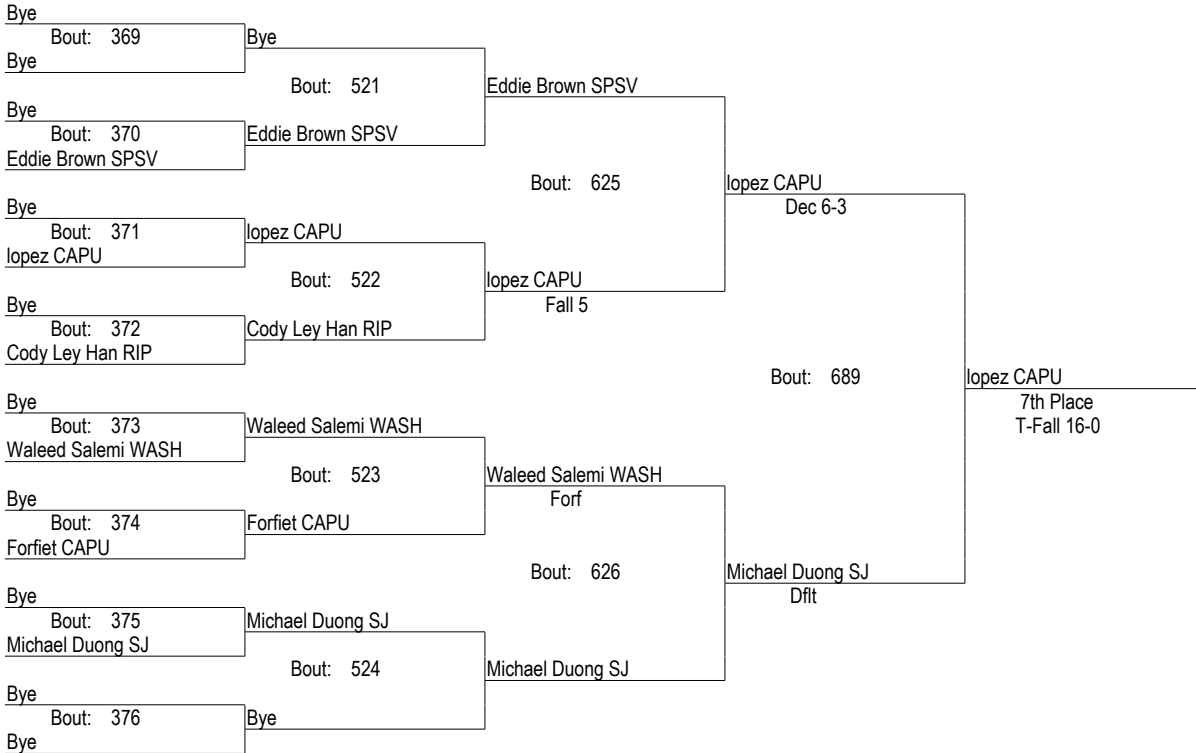 Bye
Bout: 369
Bye
Bye
Bout: 521
Eddie Brown SPSV
Bye
Bout: 370
Eddie Brown SPSV
Eddie Brown SPSV
Bout: 625
lopez CAPU
Dec 6-3
Bye
Bout: 371
lopez CAPU
lopez CAPU
Bout: 522
lopez CAPU
Fall 5
Bye
Bout: 372
Cody Ley Han RIP
Cody Ley Han RIP
Bout: 689
lopez CAPU
7th Place
T-Fall 16-0
Bye
Bout: 373
Waleed Salemi WASH
Waleed Salemi WASH
Bout: 523
Waleed Salemi WASH
Forf
Bye
Bout: 374
Forfiet CAPU
Forfiet CAPU
Bout: 626
Michael Duong SJ
Dflt
Bye
Bout: 375
Michael Duong SJ
Michael Duong SJ
Bout: 524
Michael Duong SJ
Bye
Bout: 376
Bye
Bye